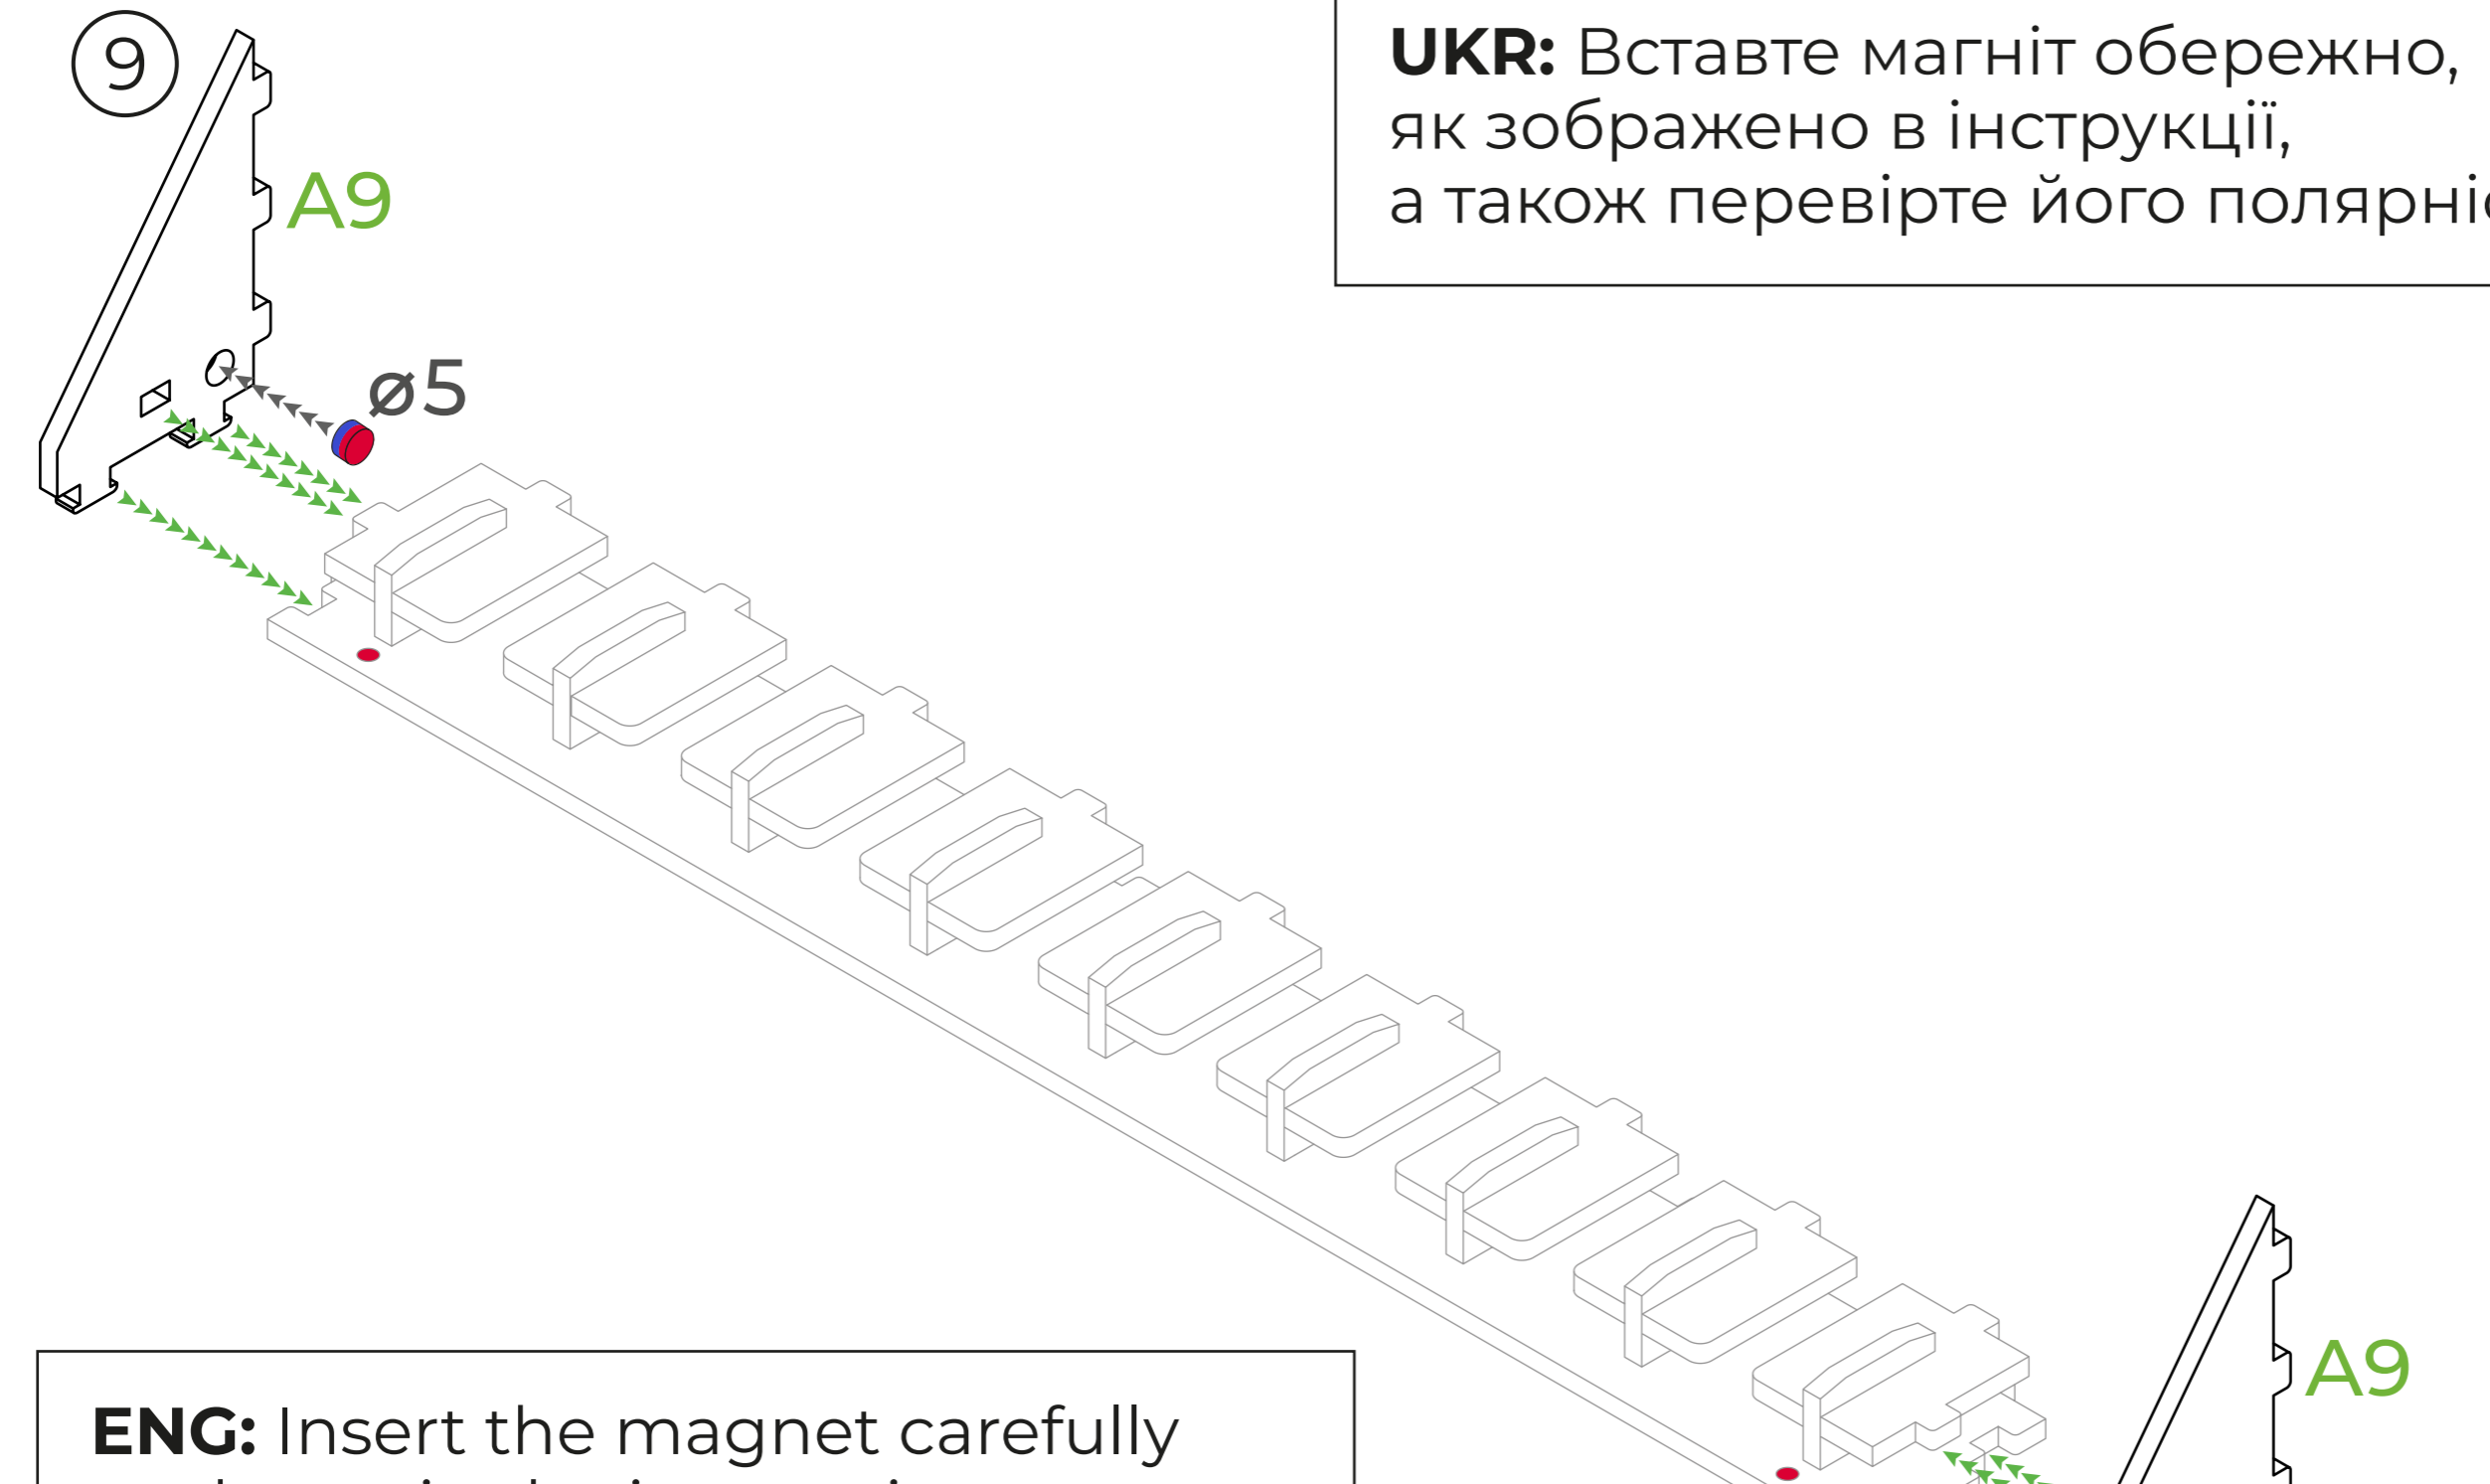 9
UKR: Вставте магніт обережно,
як зображено в інструкції,
а також перевірте його
A9
ø5
A9
ENG: Insert the magnet carefully